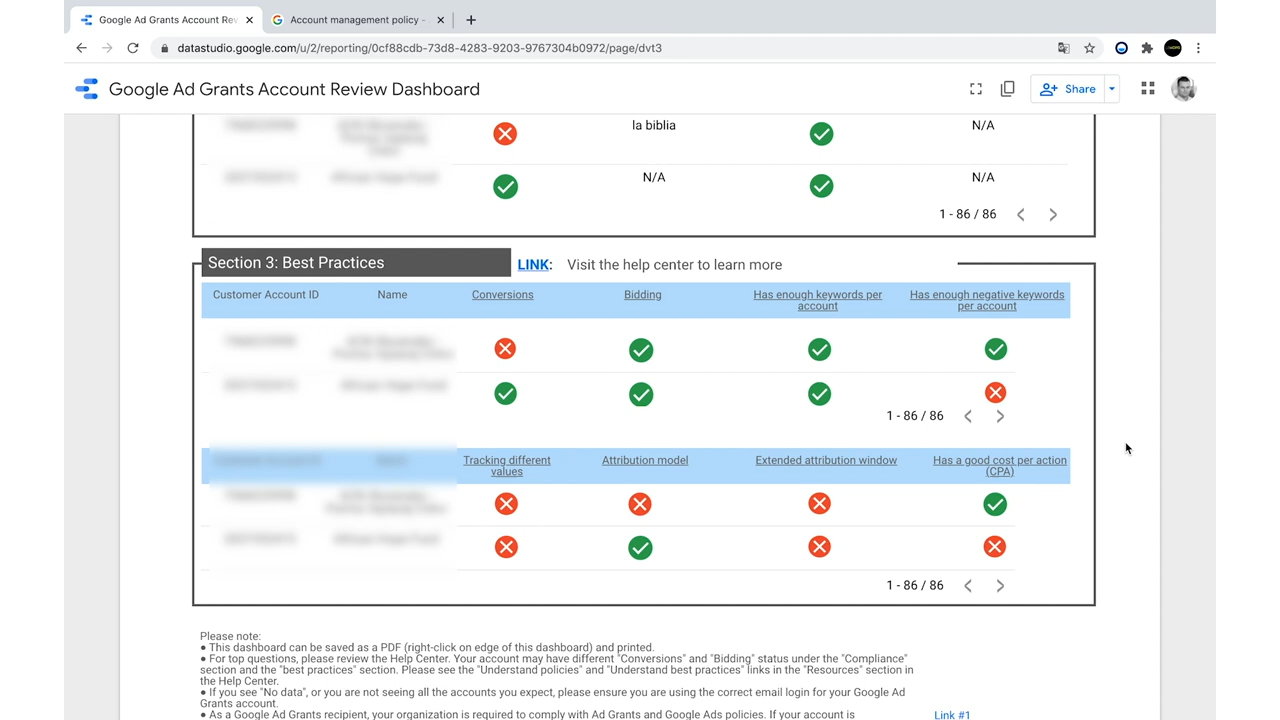 Google Ad Grants Account Rev
Account management policy -
datastudio.google.com/u/2/reporting/0cf88cdb-73d8-4283-9203-9767304b0972/page/dvt3
Google Ad Grants Account Review Dashboard
Share
la biblia
N/A
N/A
N/A
1 - 86 / 86
Section 3: Best Practices
LINK: Visit the help center to learn more
Customer Account ID
Name
Conversions
Bidding
Has enough keywords per
account
Has enough negative keywords
per account
1 - 86 / 86
Tracking different
values
Attribution model
Extended attribution window
Has a good cost per action
(CPA)
1 - 86 / 86
Please note:
● This dashboard can be saved as a PDF (right-click on edge of this dashboard) and printed.
● For top questions, please review the Help Center. Your account may have different "Conversions" and "Bidding" status under the "Compliance"
section and the "best practices" section. Please see the "Understand policies" and "Understand best practices" links in the "Resources" section in
the Help Center.
● If you see "No data", or you are not seeing all the accounts you expect, please ensure you are using the correct email login for your Google Ad
Grants account.
● As a Google Ad Grants recipient, your organization is required to comply with Ad Grants and Google Ads policies. If your account is
Link #1